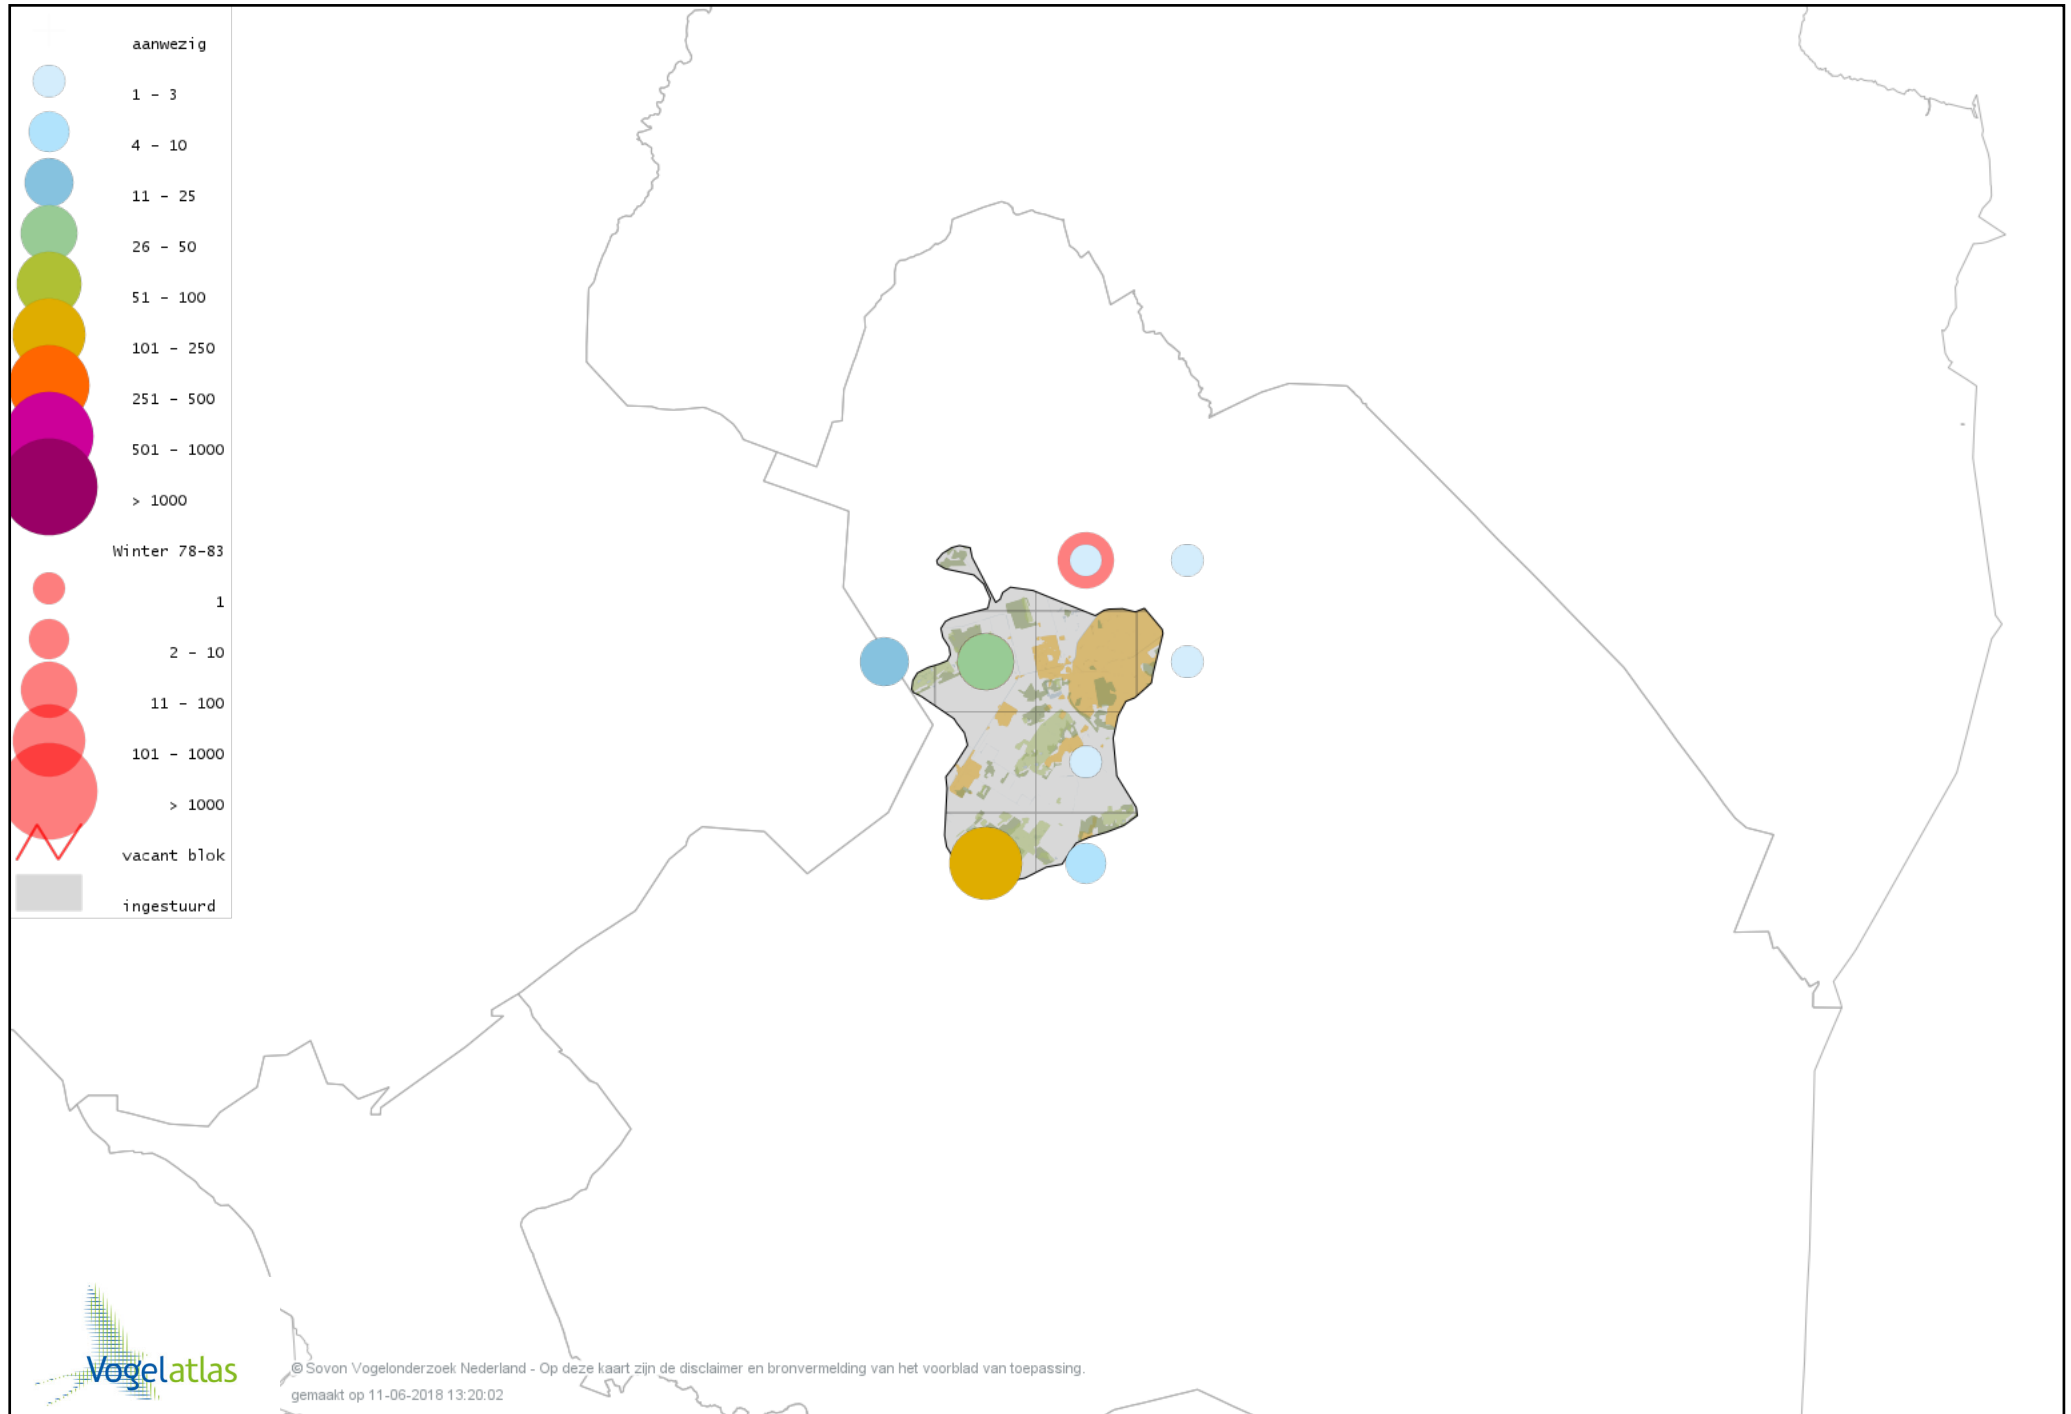 aanwezig
1 - 3
4 - 10
11 - 25
26 - 50
51 - 100
101 - 250
251 - 500
501 - 1000
> 1000
Winter 78-83
1
2 - 10
11 - 100
101 - 1000
> 1000
vacant blok
ingestuurd
Vogelatlas
© Sovon Vogelonderzoek Nederland - Op deze kaart zijn de disclaimer en bronvermelding van het voorblad van toepassing.
gemaakt op 11-06-2018 13:20:02